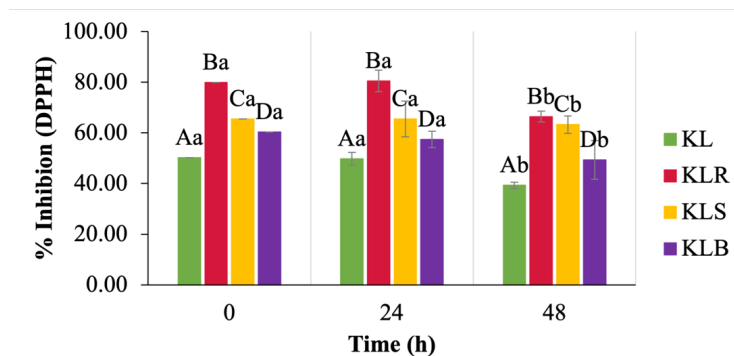 % Inhibion (DPPH)
100.00
80.00
60.00
40.00
20.00
0.00
Aa Ba Ca Da
Aa Ba Ca Da
Ab Bb Cb Db
0 24 48
Time (h)
KL
KLR
KLS
KLB